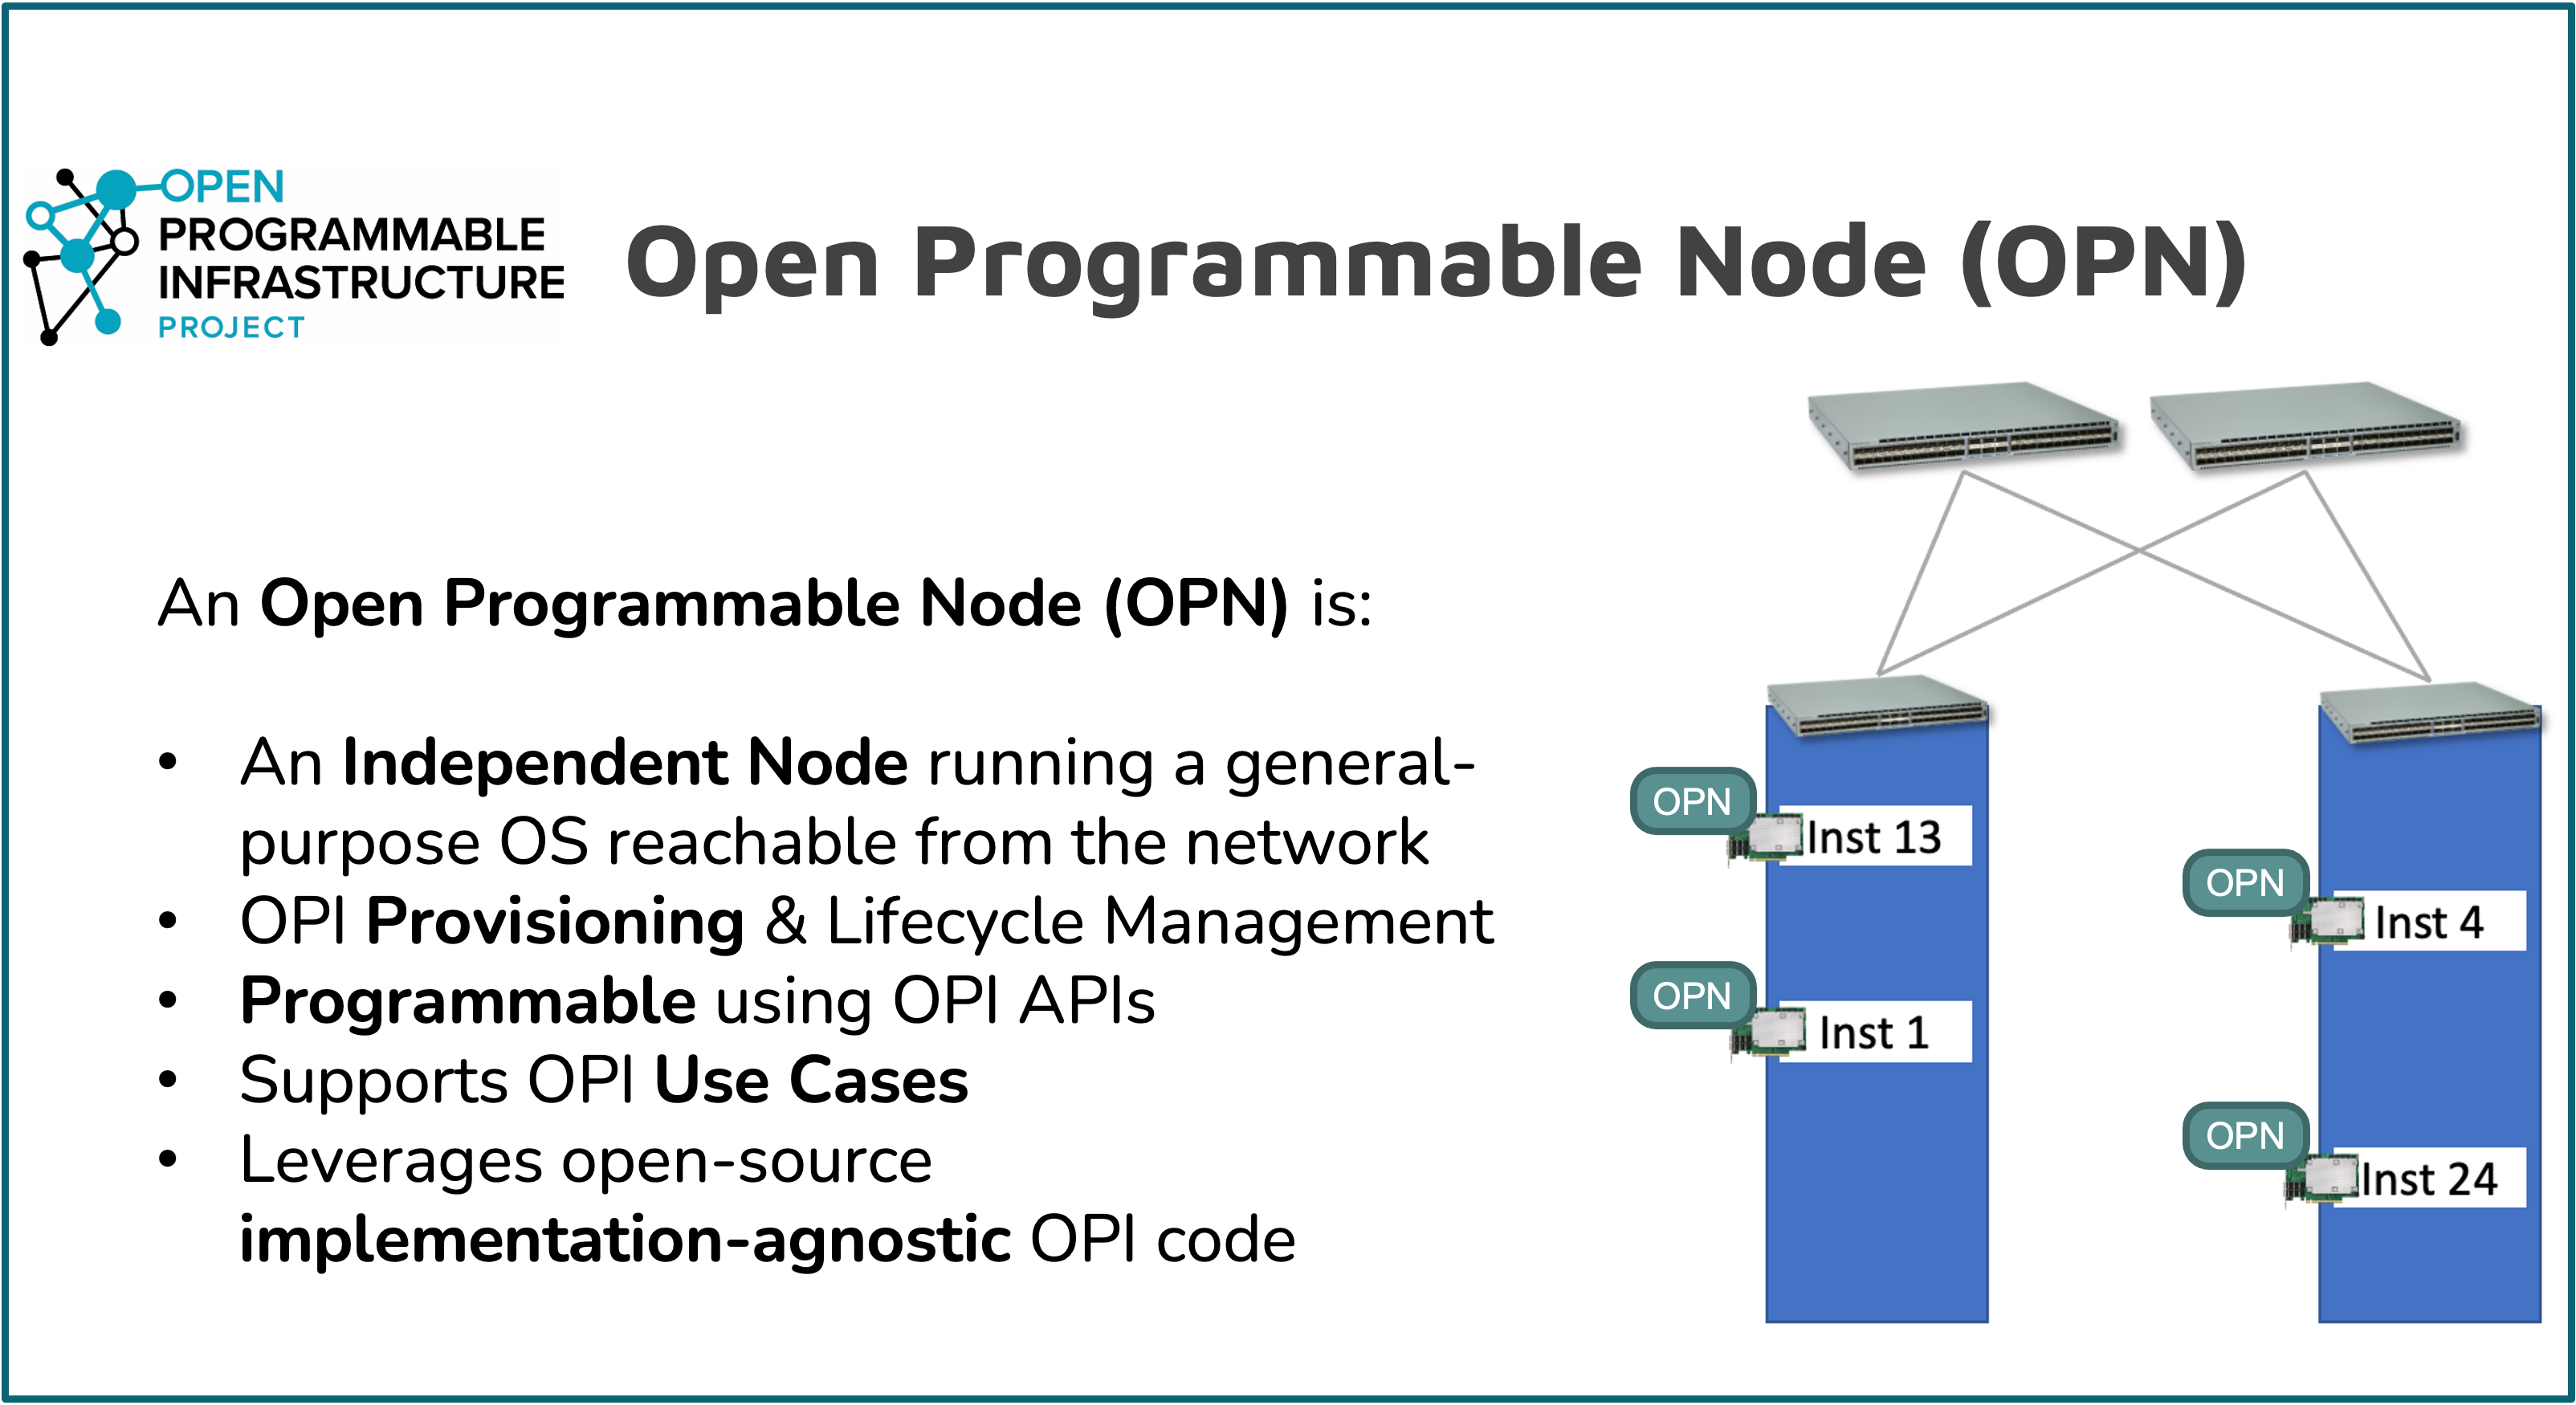 OPEN
PROGRAMMABLE
INFRASTRUCTURE
PROJECT
Open Programmable Node (OPN)
An Open Programmable Node (OPN) is:
• An Independent Node running a general-
purpose OS reachable from the network
• OPI Provisioning & Lifecycle Management
• Programmable using OPI APIs
• Supports OPI Use Cases
• Leverages open-source
implementation-agnostic OPI code
OPN
Inst 13
OPN
Inst 1
OPN
Inst 4
OPN
Inst 24